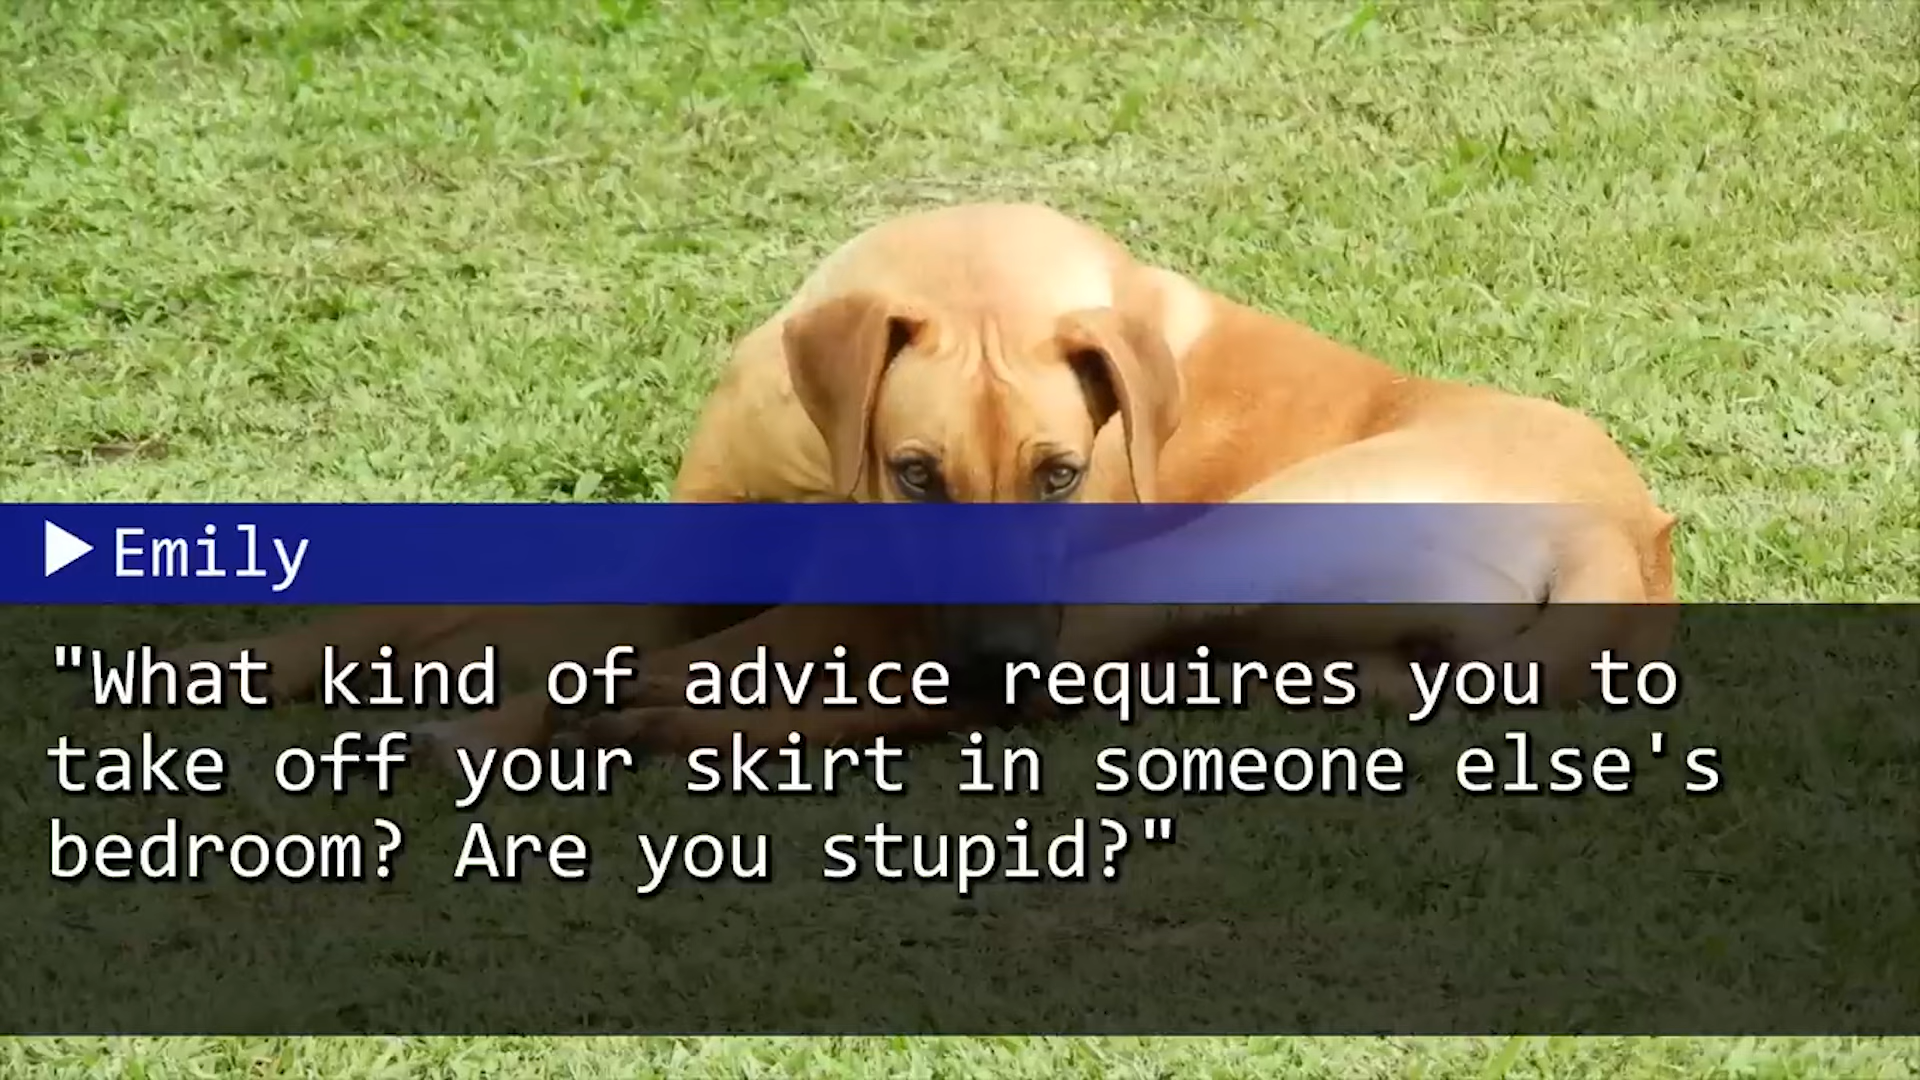 Emily
"What kind of advice requires you to
take off your skirt in someone else's
bedroom? Are you stupid?"